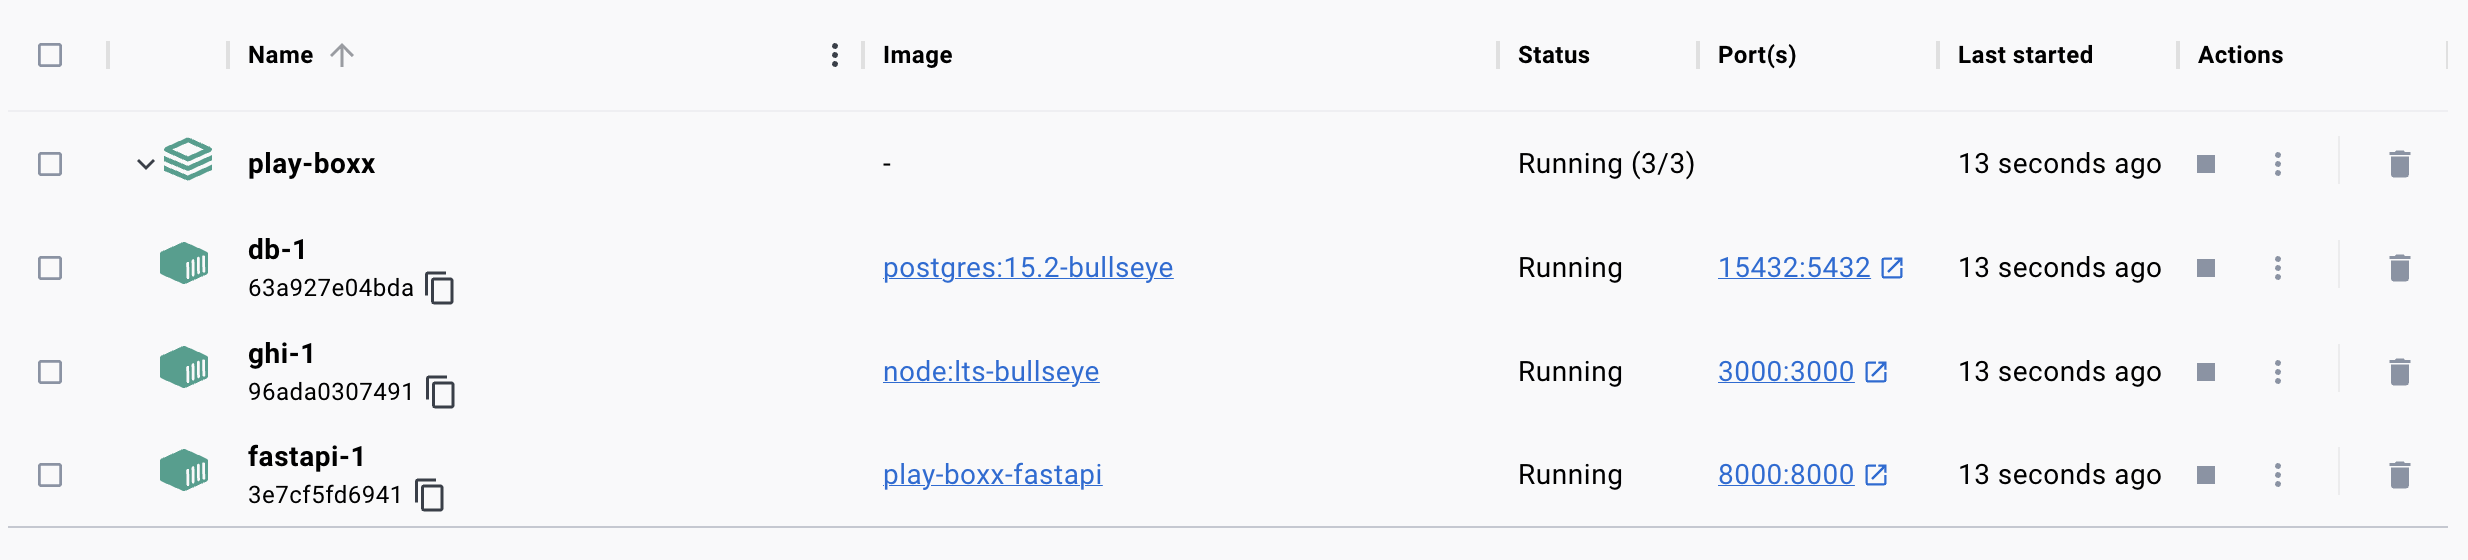 Name Image Status Port(s) Last started Actions
play-boxx - Running (3/3) 13 seconds ago
db-1
63a927e04bda postgres:15.2-bullseye Running 15432:5432 13 seconds ago
ghi-1
96ada0307491 node:lts-bullseye Running 3000:3000 13 seconds ago
fastapi-1
3e7cf5fd6941 play-boxx-fastapi Running 8000:8000 13 seconds ago